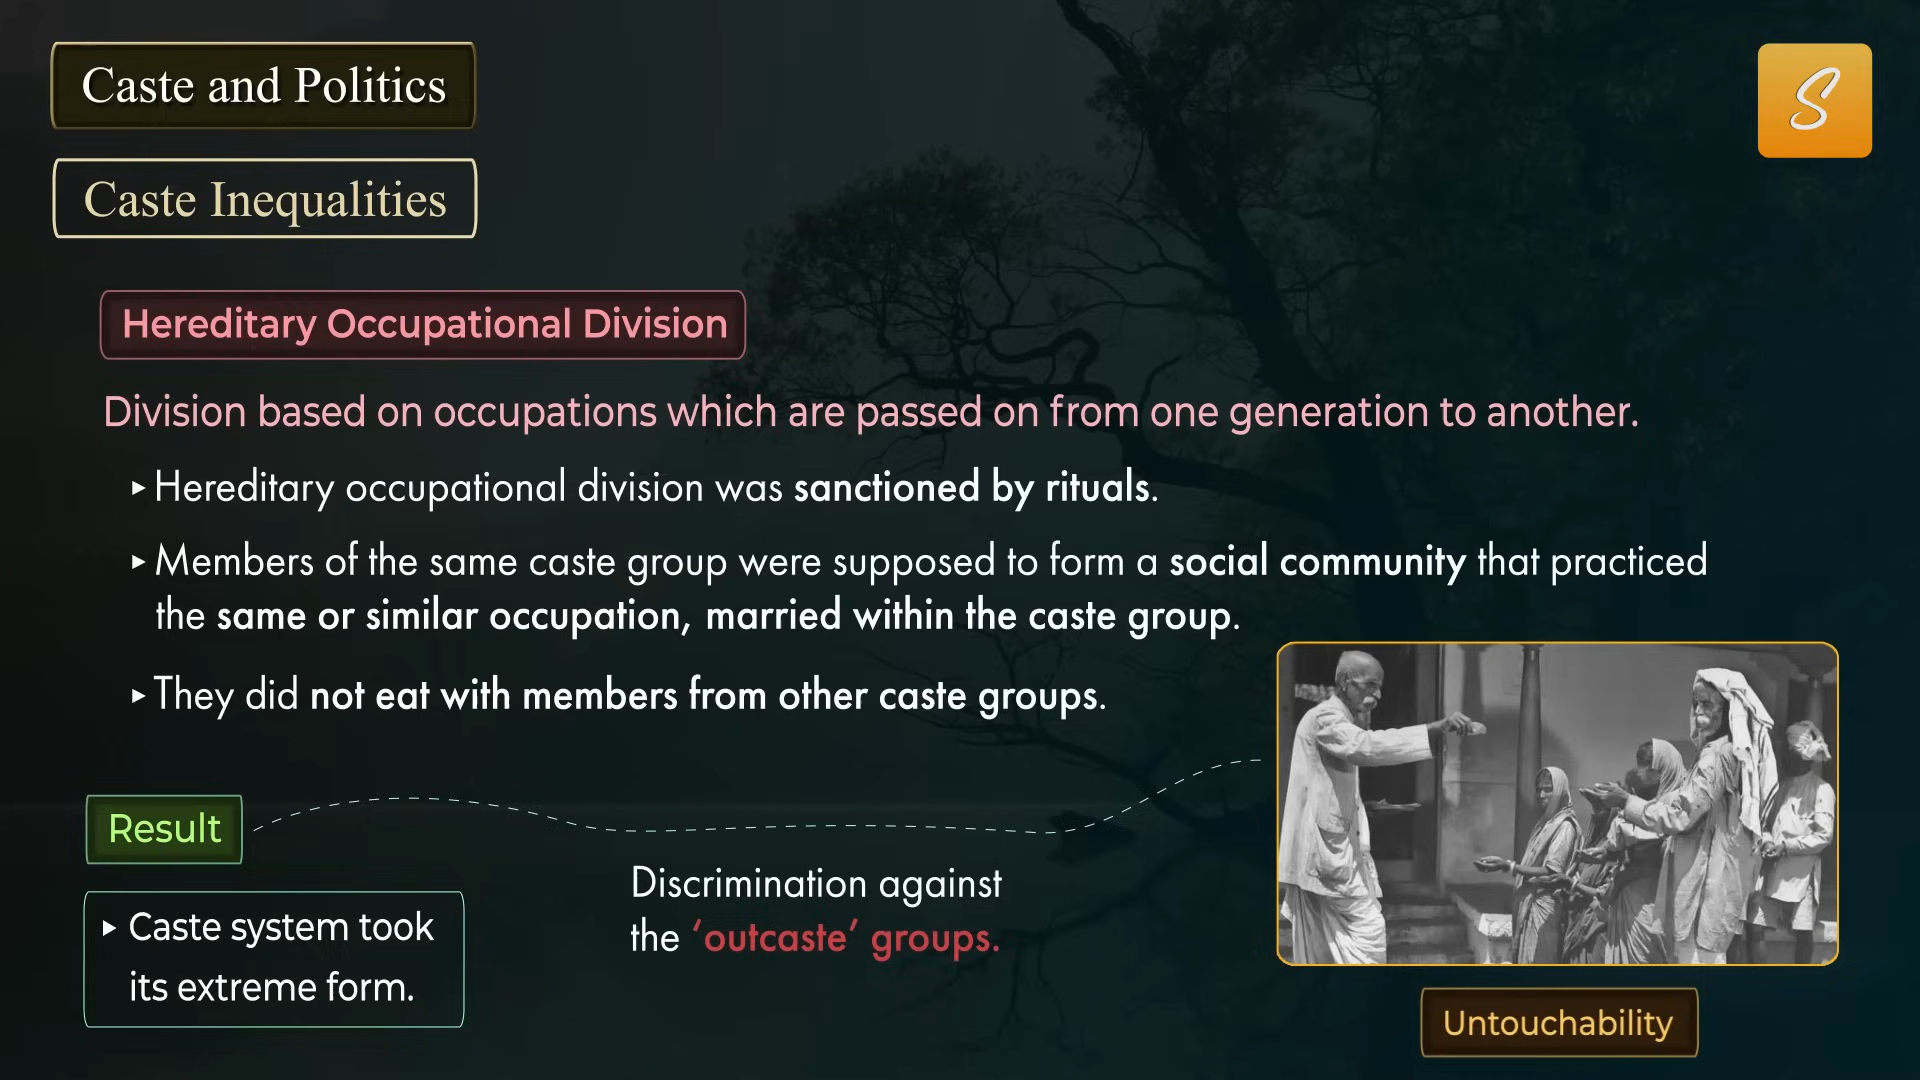 Caste and Politics
S
Caste Inequalities
Hereditary Occupational Division
Division based on occupations which are passed on from one generation to another.
▸ Hereditary occupational division was sanctioned by rituals.
▸ Members of the same caste group were supposed to form a social community that practiced
the same or similar occupation, married within the caste group.
▸ They did not eat with members from other caste groups.
Result
▸ Caste system took
its extreme form.
Discrimination against
the ‘outcaste’ groups.
Untouchability